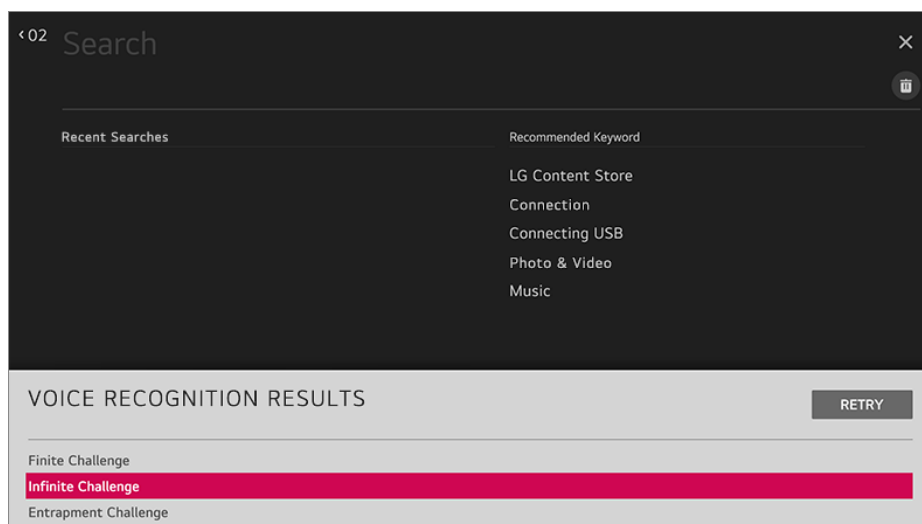 ‹02
Search
Recent Searches
Recommended Keyword
LG Content Store
Connection
Connecting USB
Photo & Video
Music
VOICE RECOGNITION RESULTS
RETRY
Finite Challenge
Infinite Challenge
Entrapment Challenge